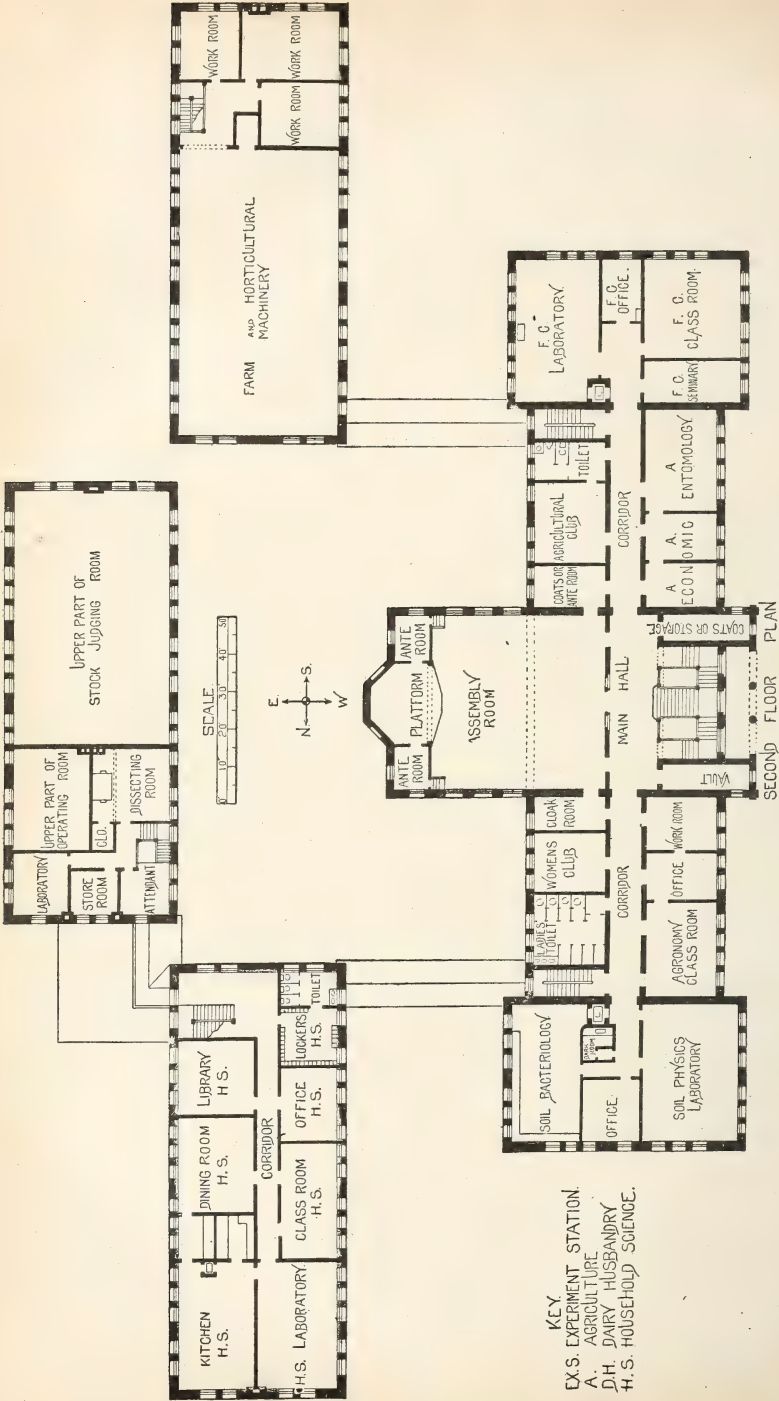 WORK ROOM
WORK ROOM
WORK ROOM
FARM AND HORTICULTURAL
MACHINERY
UPPER PART OF
STOCK JUDGING ROOM
UPPER PART OF
OPERATING ROOM
CLO.
DISSECTING
ROOM
LABORATORY
STORE
ROOM
ATTENDANT
SCALE
0 10 20 30 40 50
E.
N. S.
W
LIBRARY
H.S.
DINING ROOM
H.S.
KITCHEN
H.S.
CORRIDOR
TOILET
LOCKERS
H.S.
OFFICE
H.S.
CLASS ROOM
H.S.
H.S. LABORATORY
F. C.
LABORATORY
F C
OFFICE.
F. C.
CLASS ROOM.
F.C.
SEMINARY
TOILET
AGRICULTURAL
CLUB
COATS OR
ANTE ROOM
CORRIDOR
A
ENTOMOLOGY
A. A
ECONOMIC
ANTE ROOM
PLATFORM
ANTE
ROOM
ASSEMBLY
ROOM
MAIN HALL
COATS OR STORAGE
VAULT
CLOAK
ROOM
WOMENS
CLUB
LADIES
TOILET
CORRIDOR
WORK ROOM
OFFICE
AGRONOMY
CLASS ROOM
SOIL BACTERIOLOGY
DARK
ROOM
OFFICE
SOIL PHYSICS
LABORATORY
SECOND FLOOR PLAN
KEY
EX.S. EXPERIMENT STATION.
A. AGRICULTURE
D.H. DAIRY HUSBANDRY
H.S. HOUSEHOLD SCIENCE.